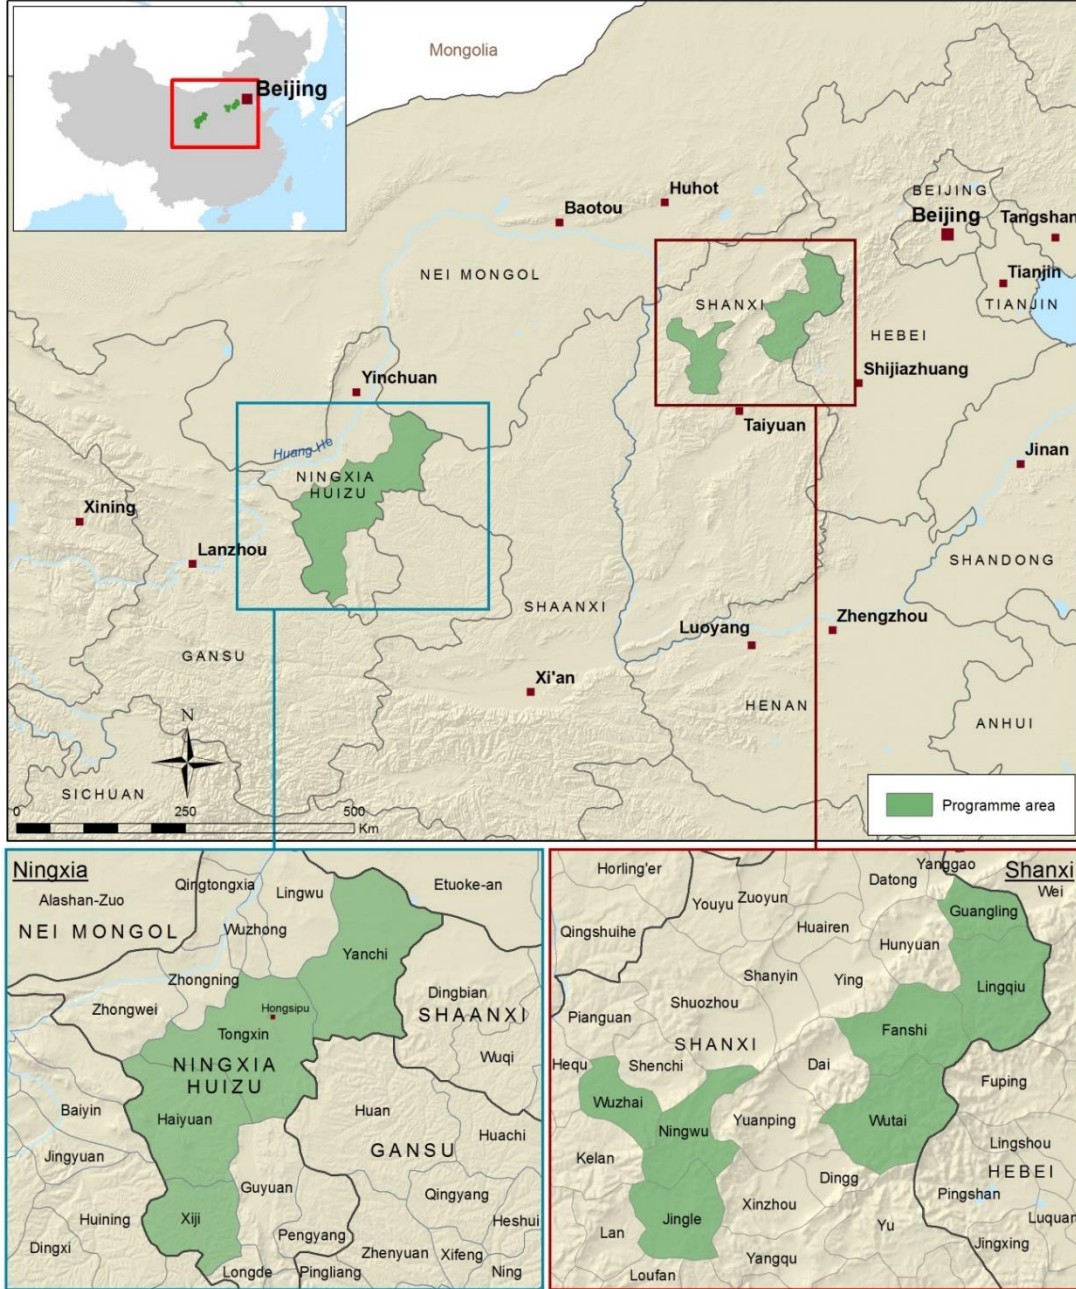 Beijing
Mongolia
Huhot
Baotou
BEIJING
Beijing
Tangshan
Tianjin
TIANJIN
NEI MONGOL
SHANXI
HEBEI
Shijiazhuang
Yinchuan
Taiyuan
Huang He
NINGXIA
HUIZU
Jinan
Xining
Lanzhou
SHANDONG
SHAANXI
Zhengzhou
Luoyang
GANSU
Xi'an
HENAN
ANHUI
N
SICHUAN
0 250 500
Km
Programme area
Ningxia
Qingtongxia
Lingwu
Etuoke-an
Alashan-Zuo
NEI MONGOL
Wuzhong
Yanchi
Zhongning
Dingbian
Zhongwei
Hongsipu
SHAANXI
Tongxin
NINGXIA
HUIZU
Wuqi
Baiyin
Haiyuan
Huan
Huachi
Jingyuan
GANSU
Guyuan
Qingyang
Huining
Xiji
Heshui
Pengyang
Dingxi
Zhenyuan
Xifeng
Longde
Pingliang
Ning
Shanxi
Yanggao
Horling'er
Datong
Wei
Youyu
Zuoyun
Guangling
Qingshuihe
Huairen
Hunyuan
Shanyin
Ying
Lingqiu
Shuozhou
Pianguan
Fanshi
SHANXI
Hequ
Shenchi
Dai
Fuping
Wuzhai
Yuanping
Wutai
Ningwu
Lingshou
Kelan
HEBEI
Dingg
Pingshan
Xinzhou
Jingle
Luquan
Lan
Yu
Jingxing
Yangqu
Loufan